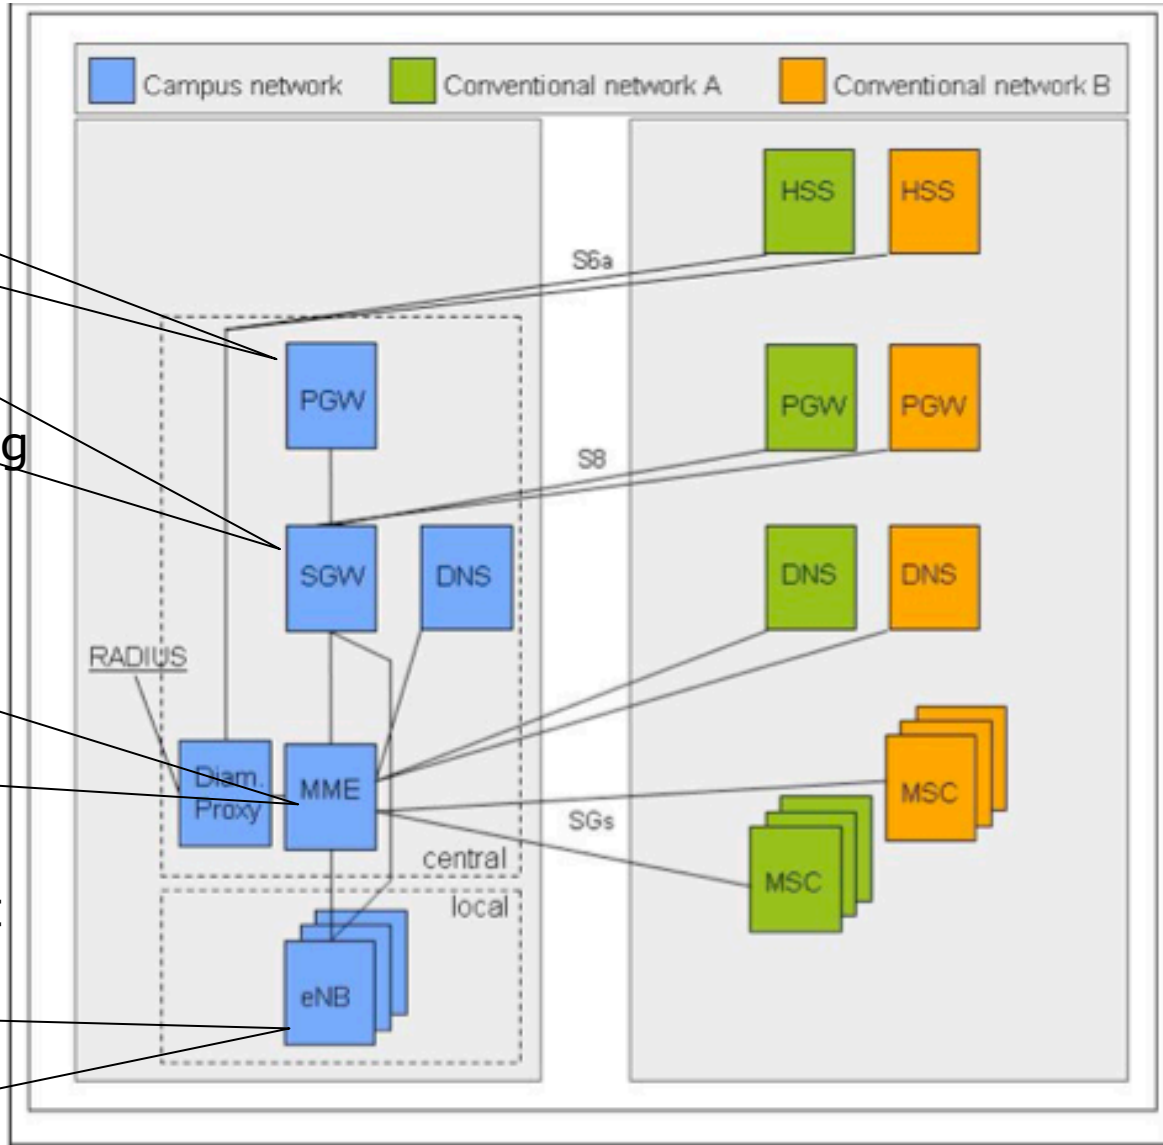 Campus network
Conventional network A
Conventional network B
HSS
HSS
S6a
PGW
PGW
PGW
g
S8
SGW
DNS
DNS
DNS
RADIUS
Diam.
Proxy
MME
MSC
SGs
MSC
central
local
eNB